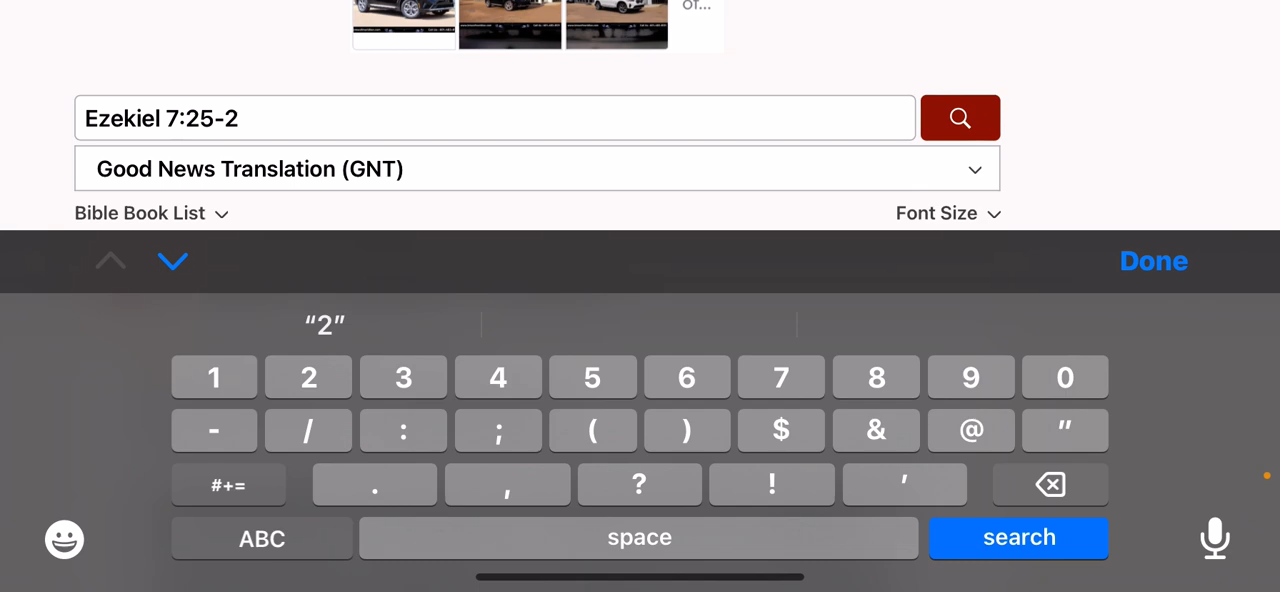 of...
Ezekiel 7:25-2
Good News Translation (GNT)
Bible Book List
Font Size
Done
“2”
1 2 3 4 5 6 7 8 9 0
- / : ; ( ) $ & @ "
#+= . , ? ! '
ABC space search